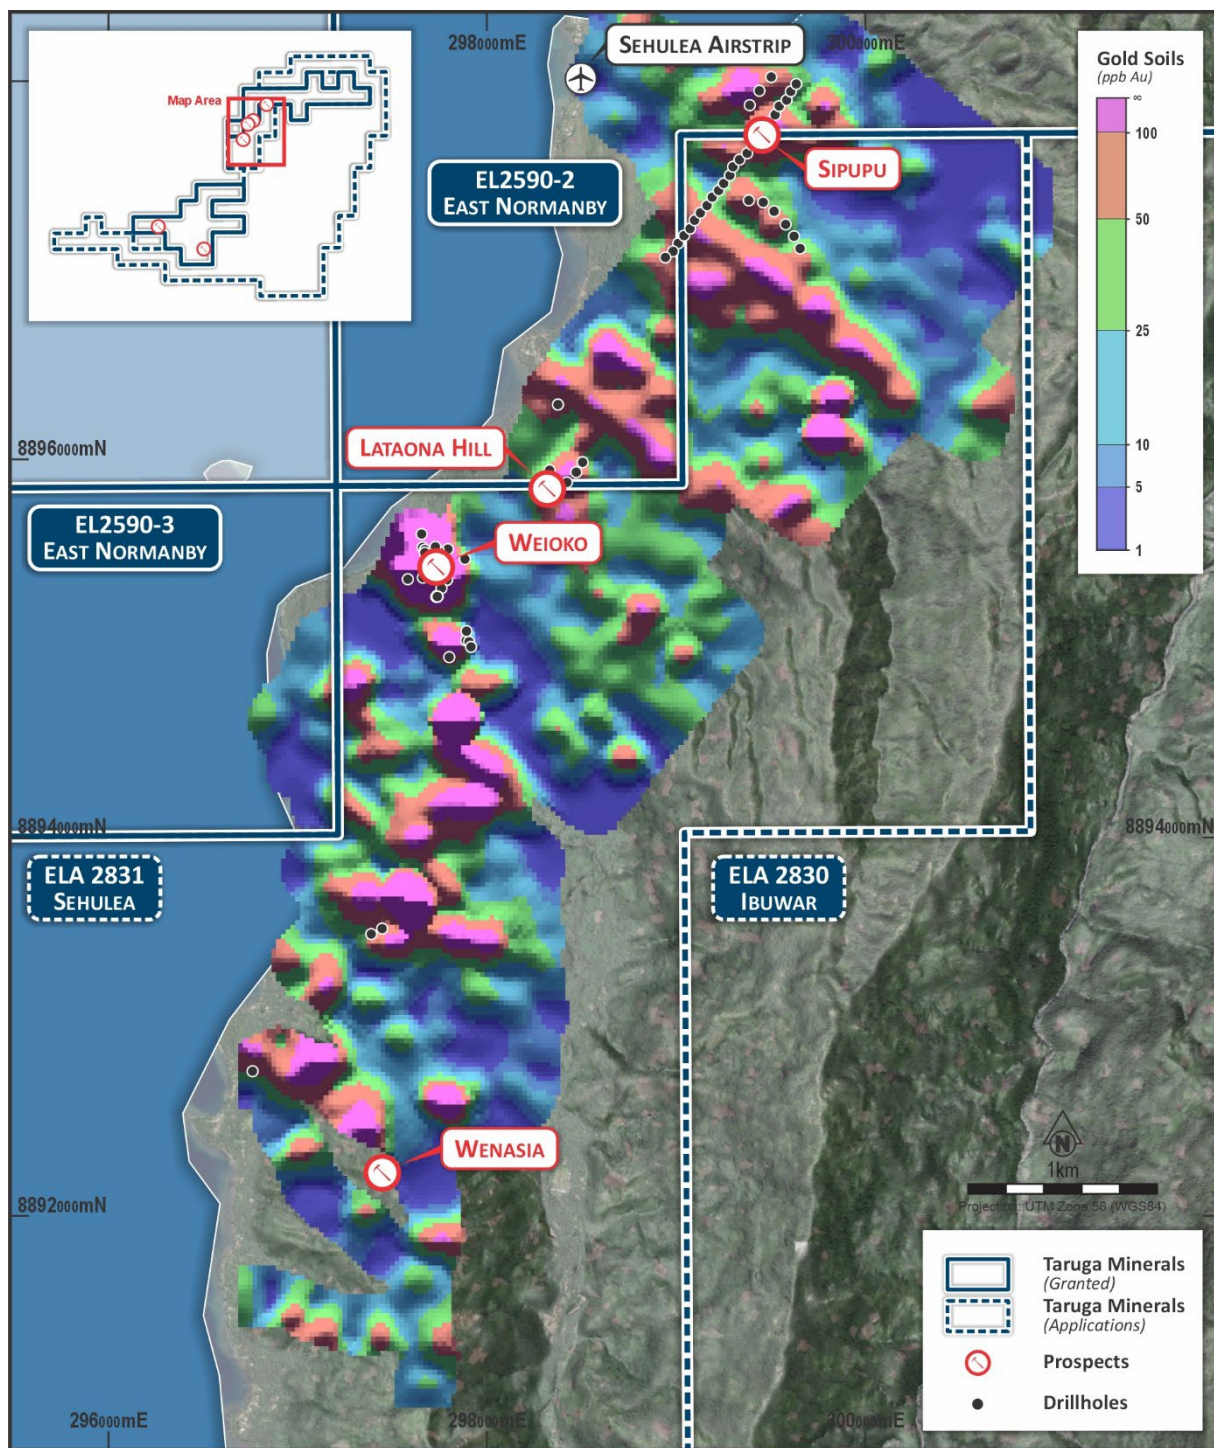 298000mE
300000mE
SEHULEA AIRSTRIP
Gold Soils
(ppb Au)
∞
100
50
25
10
5
1
Map Area
EL2590-2
EAST NORMANBY
SIPUPU
8896000mN
LATAONA HILL
EL2590-3
EAST NORMANBY
WEIOKO
8894000mN
8894000mN
ELA 2831
SEHULEA
ELA 2830
IBUWAR
WENASIA
N
1km
Projection: UTM Zone 56 (WGS84)
8892000mN
Taruga Minerals
(Granted)
Taruga Minerals
(Applications)
Prospects
Drillholes
296000mE
298000mE
300000mE